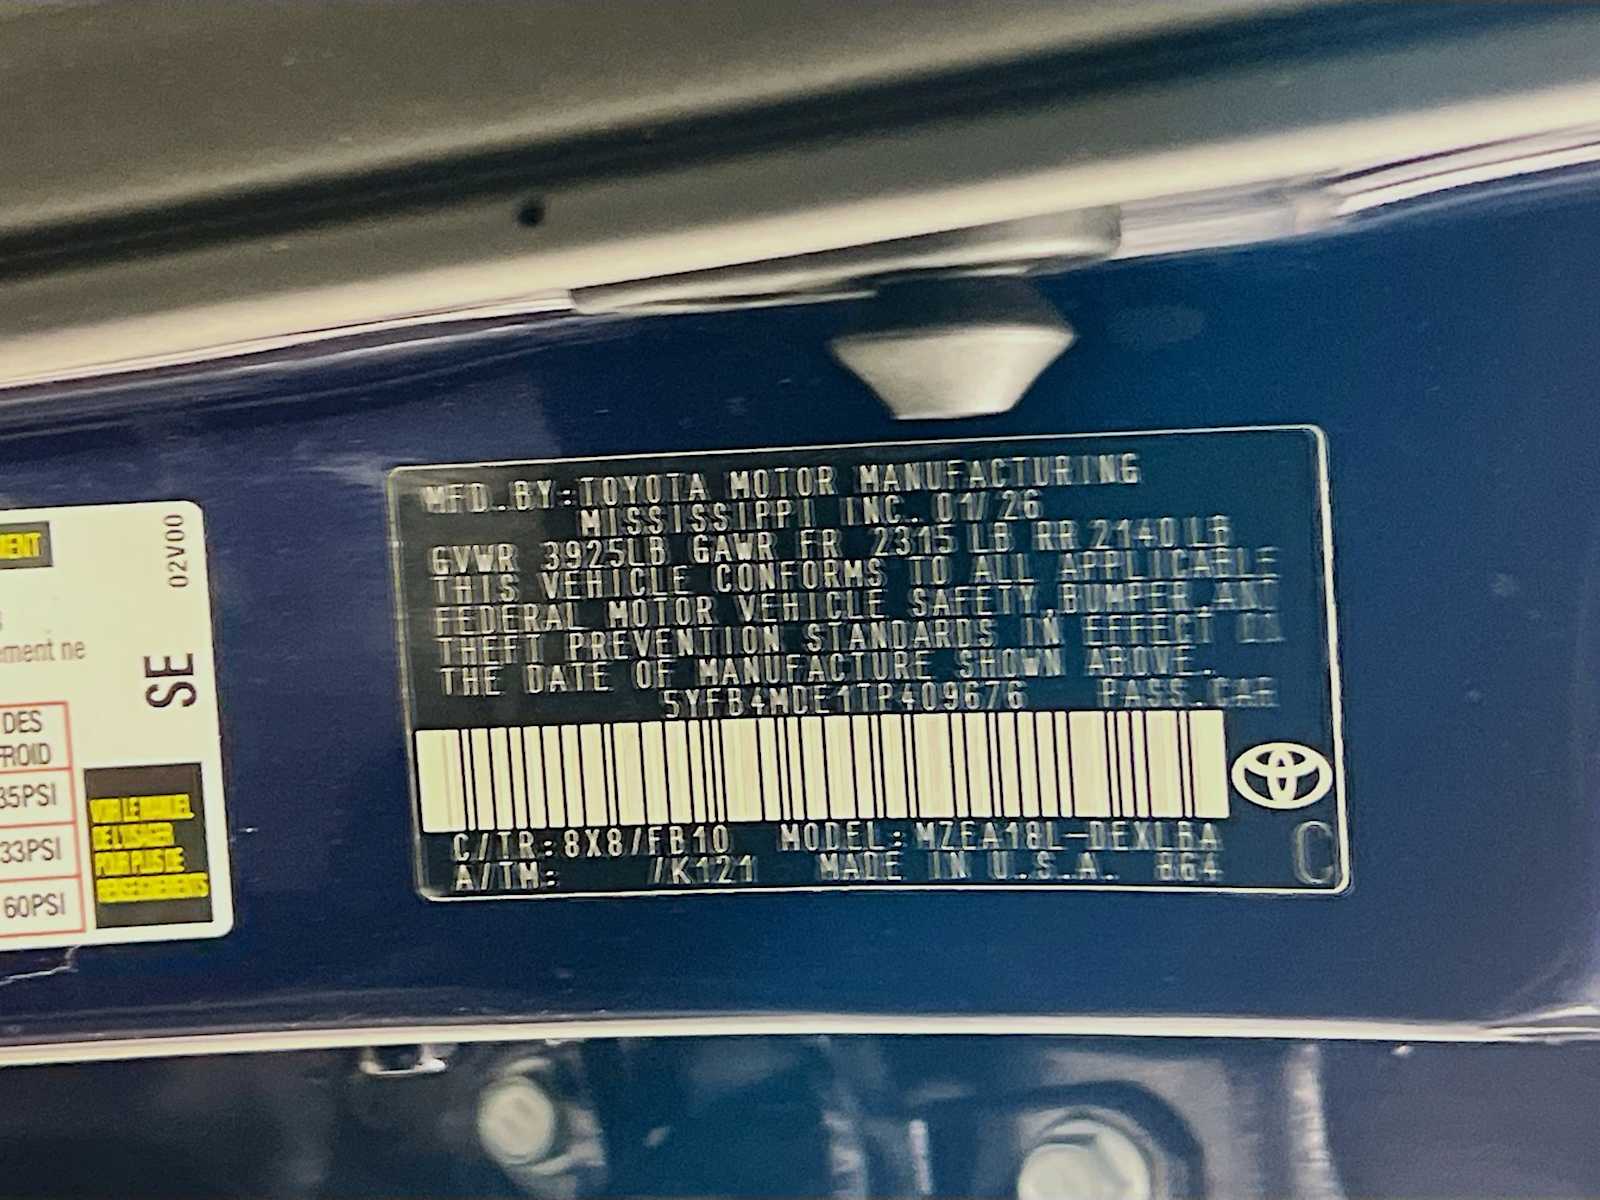 MENT
02V00
ement ne
SE
DES
FROID
35PSI
33PSI
60PSI
VOIR LE MANUEL
DE L'USAGER
POUR PLUS DE
RENSEIGNEMENTS
MFD. BY: TOYOTA MOTOR MANUFACTURING
MISSISSIPPI INC. 01/26
GVWR 3925LB GAWR FR 2315LB RR 2140LB
THIS VEHICLE CONFORMS TO ALL APPLICABLE
FEDERAL MOTOR VEHICLE SAFETY, BUMPER, AND
THEFT PREVENTION STANDARDS IN EFFECT ON
THE DATE OF MANUFACTURE SHOWN ABOVE.
5YFB4MDE1TP409676 PASS.CAR
C/TR: 8X8/FB10 MODEL: MZEA18L-DEXLBA
A/TM: /K121 MADE IN U.S.A. 864
C